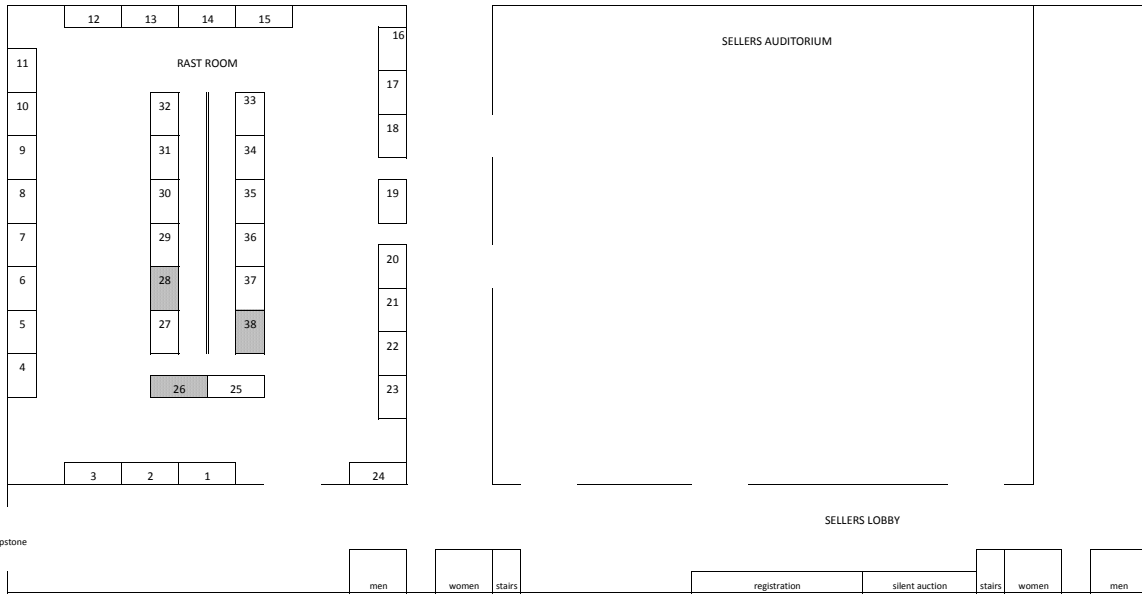 12 13 14 15
16
SELLERS AUDITORIUM
11
RAST ROOM
17
10
32
33
18
9
31
34
8
30
35
19
7
29
36
20
6
28
37
21
5
27
38
22
4
26 25
23
3 2 1
24
SELLERS LOBBY
pstone
men
women stairs
registration
silent auction
stairs women
men